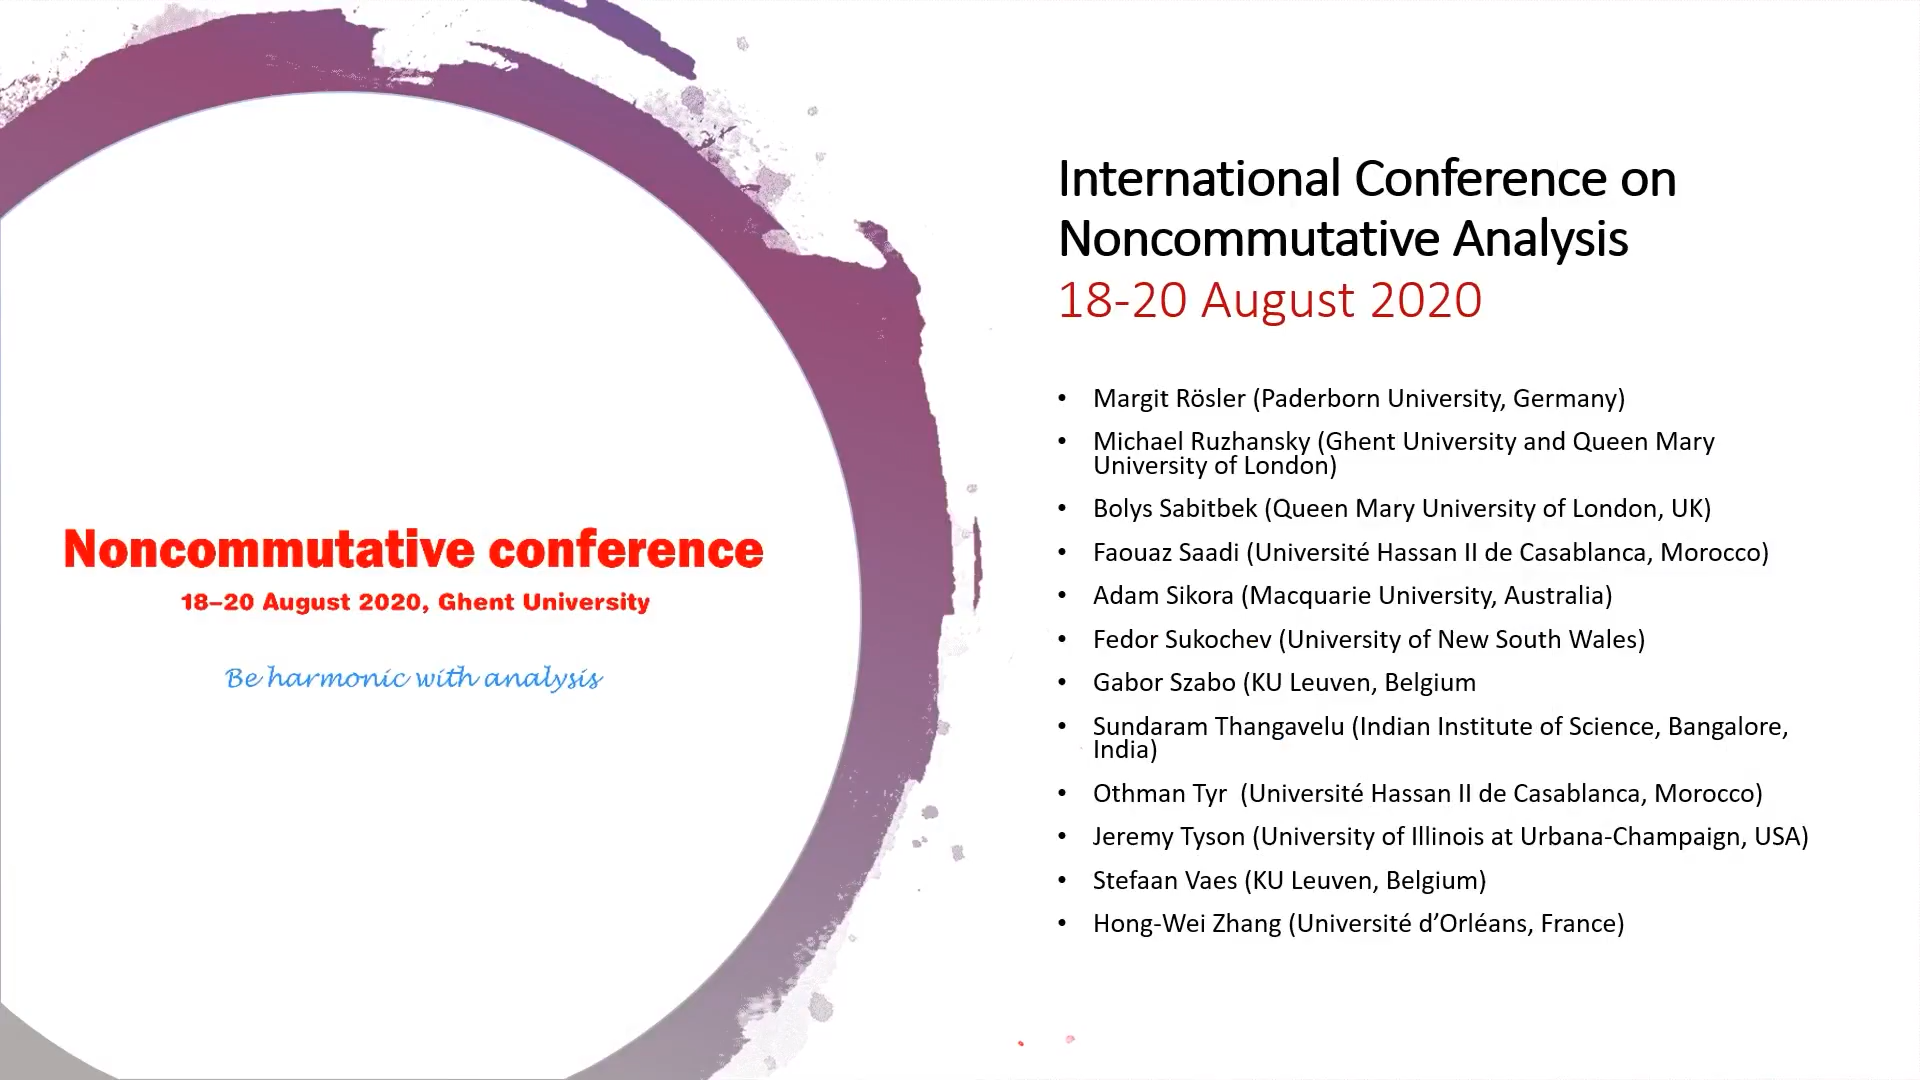 Noncommutative conference
18–20 August 2020, Ghent University
Be harmonic with analysis
International Conference on
Noncommutative Analysis
18-20 August 2020
• Margit Rösler (Paderborn University, Germany)
• Michael Ruzhansky (Ghent University and Queen Mary
University of London)
• Bolys Sabitbek (Queen Mary University of London, UK)
• Faouaz Saadi (Université Hassan II de Casablanca, Morocco)
• Adam Sikora (Macquarie University, Australia)
• Fedor Sukochev (University of New South Wales)
• Gabor Szabo (KU Leuven, Belgium
• Sundaram Thangavelu (Indian Institute of Science, Bangalore,
India)
• Othman Tyr  (Université Hassan II de Casablanca, Morocco)
• Jeremy Tyson (University of Illinois at Urbana-Champaign, USA)
• Stefaan Vaes (KU Leuven, Belgium)
• Hong-Wei Zhang (Université d’Orléans, France)